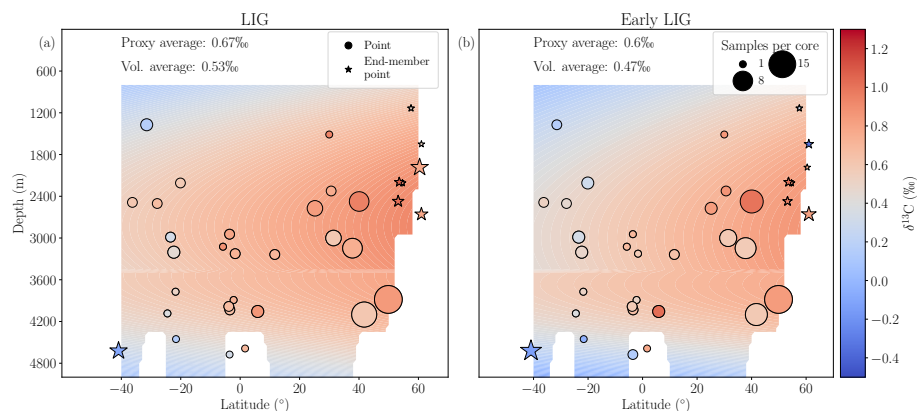 LIG
Early LIG
(a)
Proxy average: 0.67‰
Vol. average: 0.53‰
Point
End-member
point
(b)
Proxy average: 0.6‰
Vol. average: 0.47‰
Samples per core
1
15
8
600
1200
1800
2400
3000
3600
4200
4800
Depth (m)
−40
−20
0
20
40
60
Latitude (°)
−40
−20
0
20
40
60
Latitude (°)
1.2
1.0
0.8
0.6
0.4
0.2
0.0
−0.2
−0.4
δ¹³C (‰)